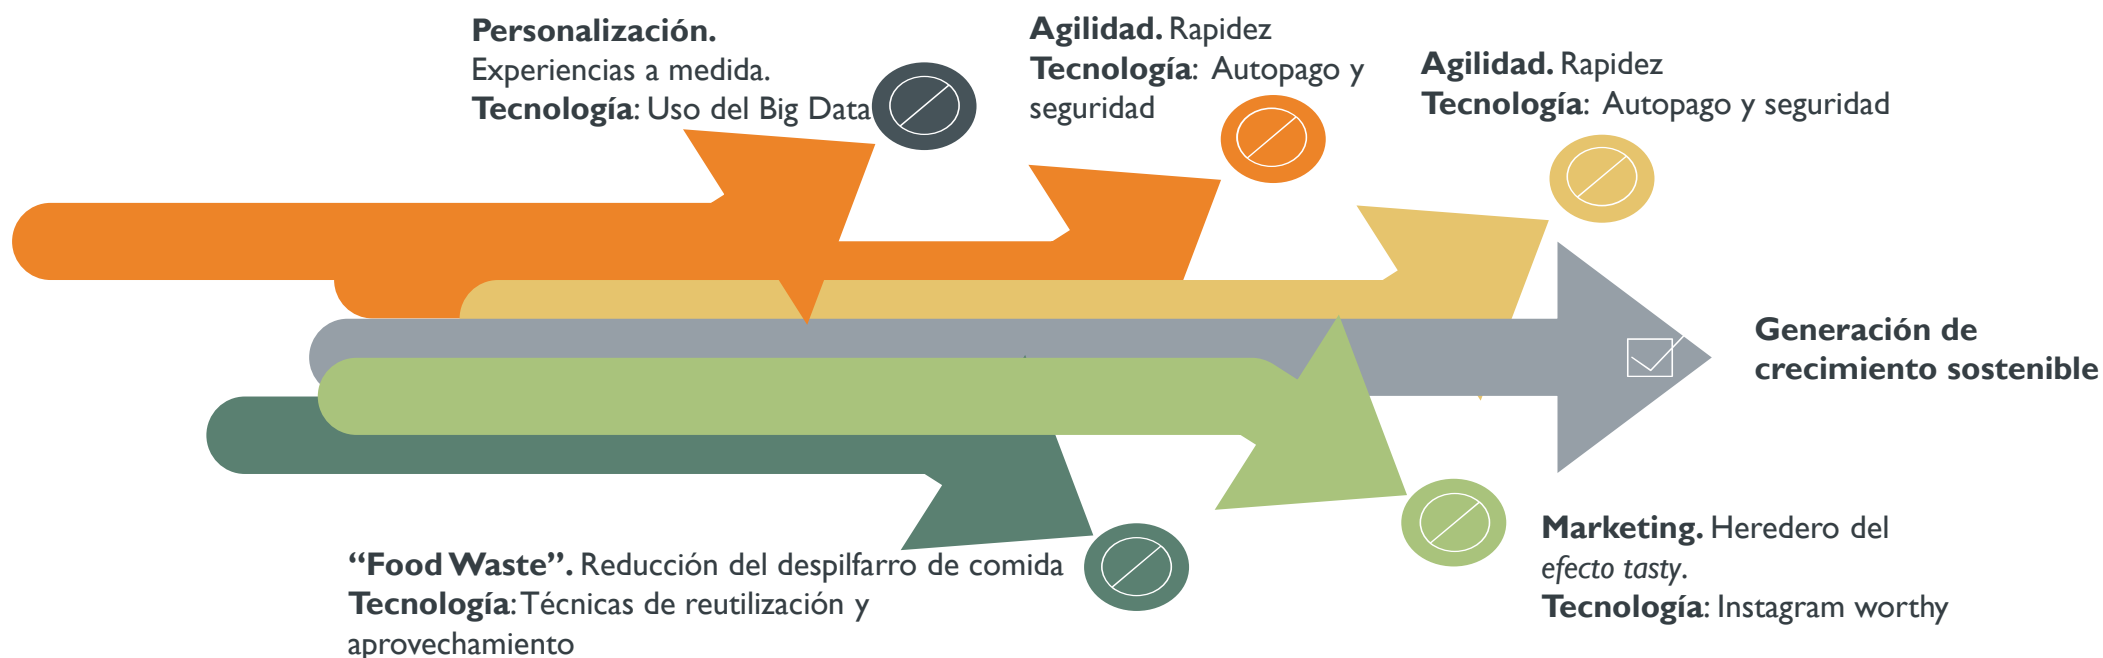 Personalización.
Experiencias a medida.
Tecnología: Uso del Big Data
Agilidad. Rapidez
Tecnología: Autopago y
seguridad
Agilidad. Rapidez
Tecnología: Autopago y seguridad
Generación de
crecimiento sostenible
“Food Waste”. Reducción del despilfarro de comida
Tecnología: Técnicas de reutilización y
aprovechamiento
Marketing. Heredero del
efecto tasty.
Tecnología: Instagram worthy